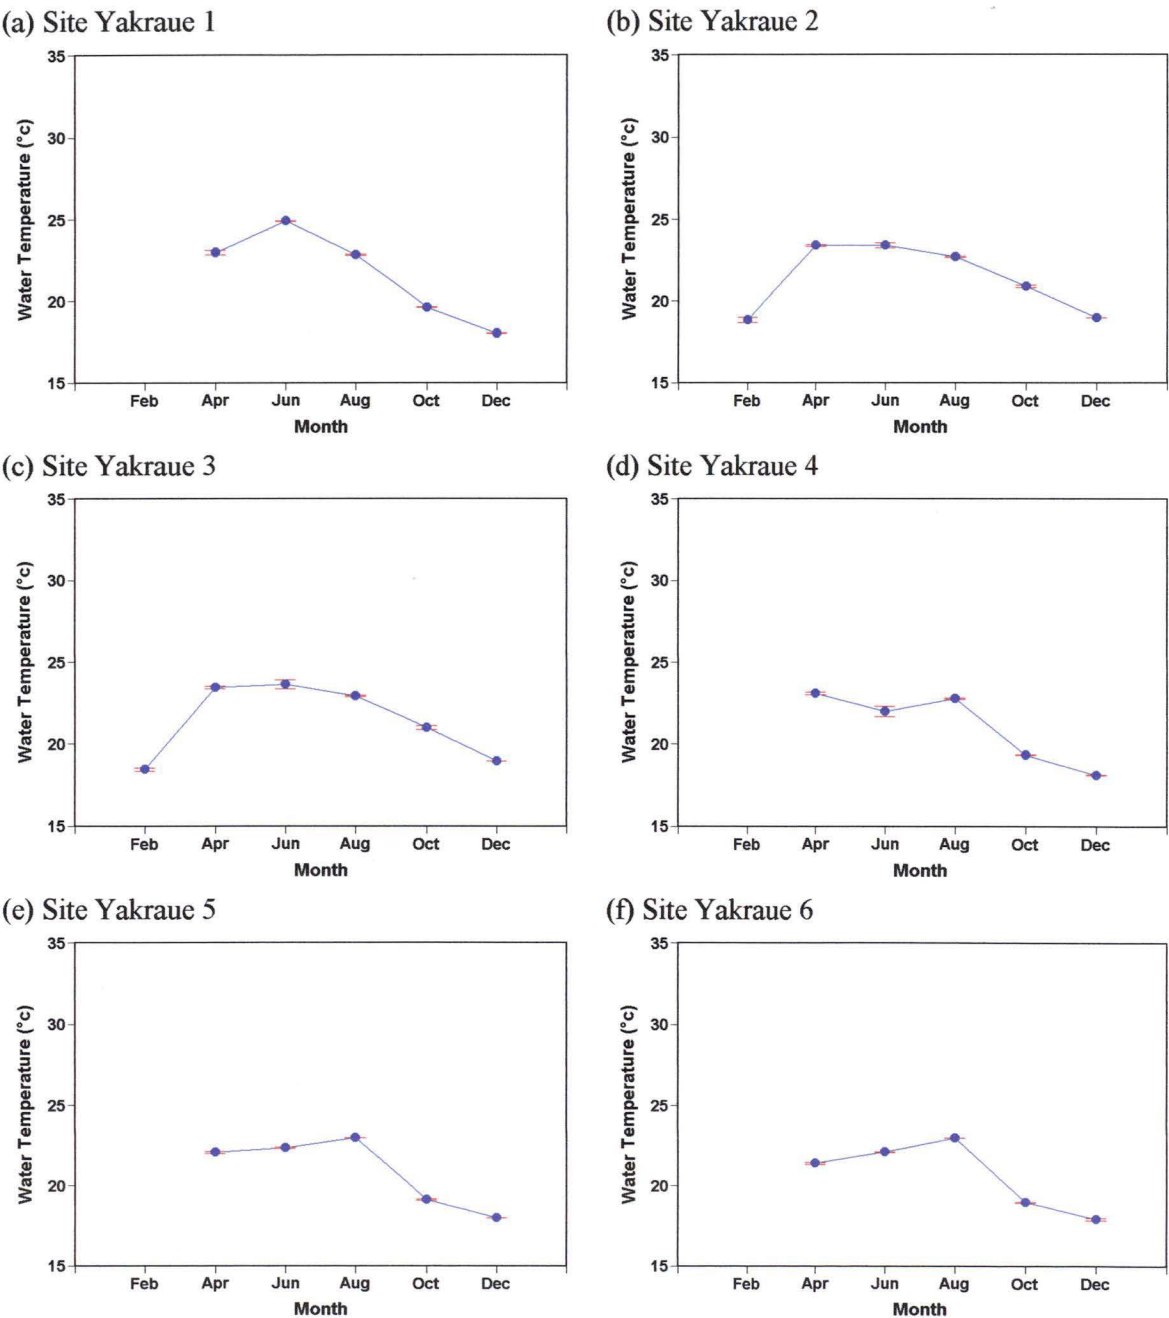 (a) Site Yakraue 1
35
30
25
20
15
Water Temperature (°c)
Feb Apr Jun Aug Oct Dec
Month
(b) Site Yakraue 2
35
30
25
20
15
Water Temperature (°c)
Feb Apr Jun Aug Oct Dec
Month
(c) Site Yakraue 3
35
30
25
20
15
Water Temperature (°c)
Feb Apr Jun Aug Oct Dec
Month
(d) Site Yakraue 4
35
30
25
20
15
Water Temperature (°c)
Feb Apr Jun Aug Oct Dec
Month
(e) Site Yakraue 5
35
30
25
20
15
Water Temperature (°c)
Feb Apr Jun Aug Oct Dec
Month
(f) Site Yakraue 6
35
30
25
20
15
Water Temperature (°c)
Feb Apr Jun Aug Oct Dec
Month